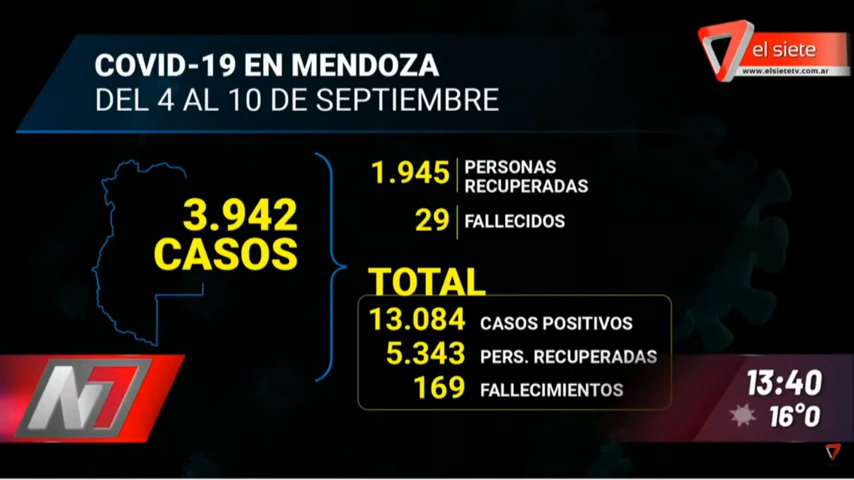 el siete
www.elsietetv.com.ar
COVID-19 EN MENDOZA
DEL 4 AL 10 DE SEPTIEMBRE
3.942
CASOS
1.945 PERSONAS
RECUPERADAS
29 FALLECIDOS
TOTAL
13.084 CASOS POSITIVOS
5.343 PERS. RECUPERADAS
169 FALLECIMIENTOS
N7
13:40
16°0